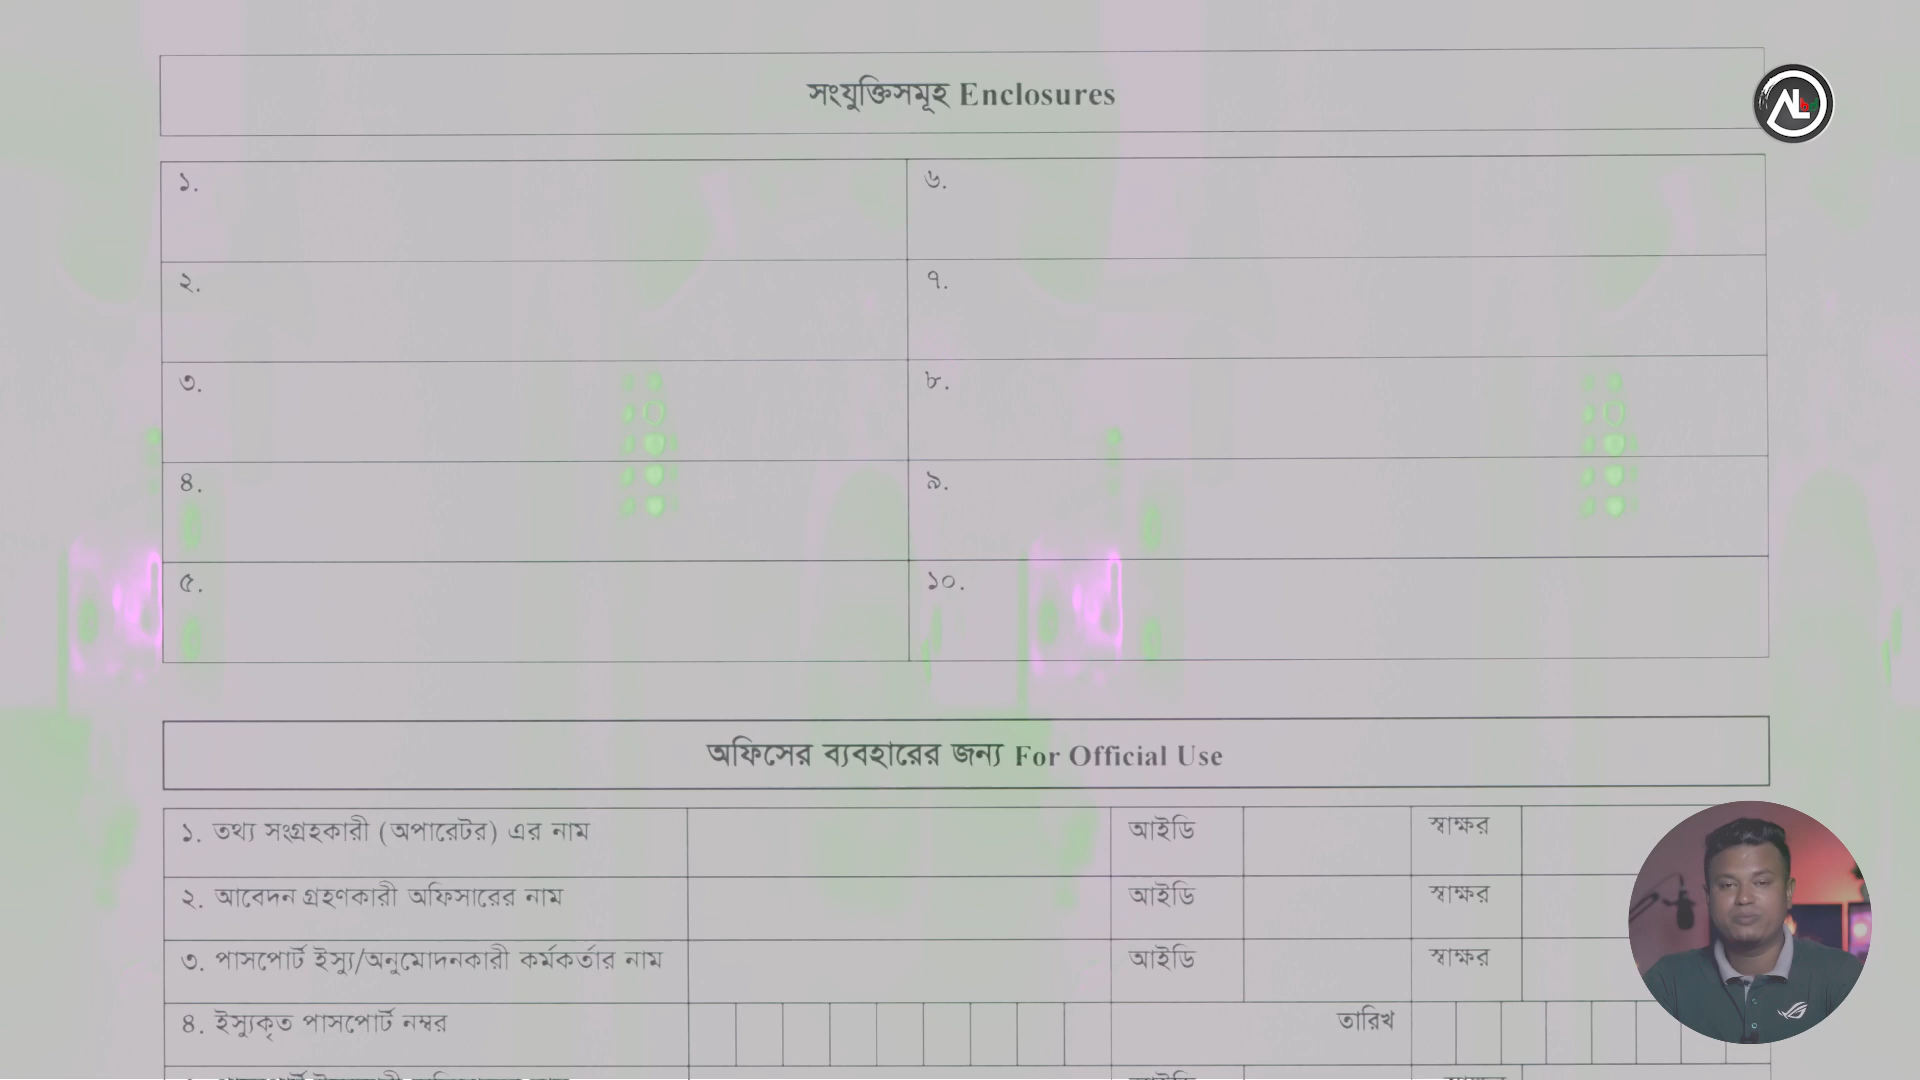 সংযুক্তিসমূহ Enclosures
১.
৬.
২.
৭.
৩.
৮.
৪.
৯.
৫.
১০.
অফিসের ব্যবহারের জন্য For Official Use
১. তথ্য সংগ্রহকারী (অপারেটর) এর নাম আইডি স্বাক্ষর
২. আবেদন গ্রহণকারী অফিসারের নাম আইডি স্বাক্ষর
৩. পাসপোর্ট ইস্যু/অনুমোদনকারী কর্মকর্তার নাম আইডি স্বাক্ষর
৪. ইস্যুকৃত পাসপোর্ট নম্বর তারিখ